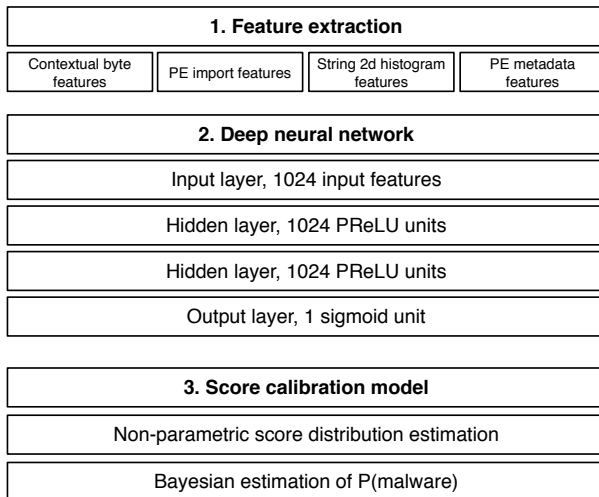 1. Feature extraction
Contextual byte
features
PE import features
String 2d histogram
features
PE metadata
features
2. Deep neural network
Input layer, 1024 input features
Hidden layer, 1024 PReLU units
Hidden layer, 1024 PReLU units
Output layer, 1 sigmoid unit
3. Score calibration model
Non-parametric score distribution estimation
Bayesian estimation of P(malware)